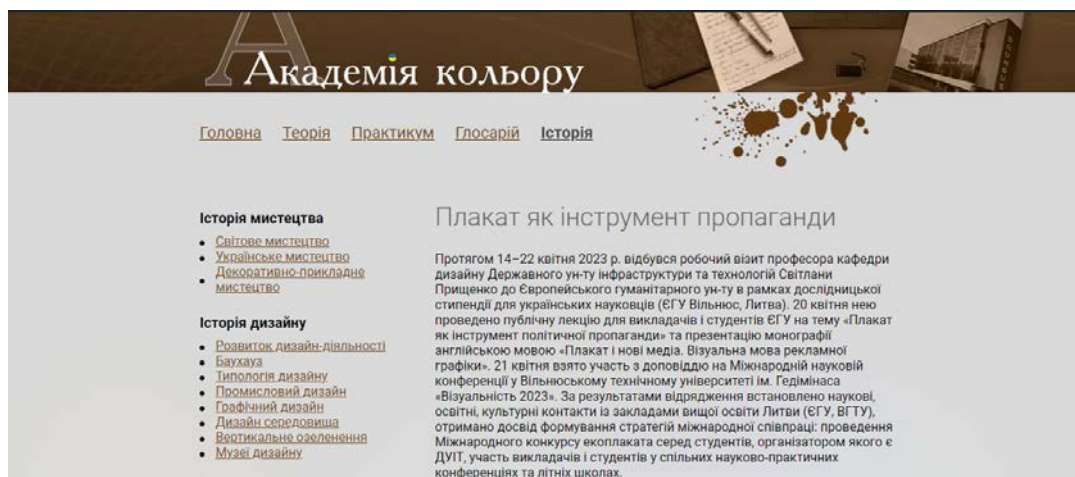 Академія кольору
Головна Теорія Практикум Глосарій Історія
Історія мистецтва
Світове мистецтво
Українське мистецтво
Декоративно-прикладне
мистецтво
Історія дизайну
Розвиток дизайн-діяльності
Баухауз
Типологія дизайну
Промисловий дизайн
Графічний дизайн
Дизайн середовища
Вертикальне озеленення
Музеї дизайну
Плакат як інструмент пропаганди
Протягом 14–22 квітня 2023 р. відбувся робочий візит професора кафедри
дизайну Державного ун-ту інфраструктури та технологій Світлани
Прищенко до Європейського гуманітарного ун-ту в рамках дослідницької
стипендії для українських науковців (ЄГУ Вільнюс, Литва). 20 квітня нею
проведено публічну лекцію для викладачів і студентів ЄГУ на тему «Плакат
як інструмент політичної пропаганди» та презентацію монографії
англійською мовою «Плакат і нові медіа. Візуальна мова рекламної
графіки». 21 квітня взято участь з доповіддю на Міжнародній науковій
конференції у Вільнюському технічному університеті ім. Гедімінаса
«Візуальність 2023». За результатами відрядження встановлено наукові,
освітні, культурні контакти із закладами вищої освіти Литви (ЄГУ, ВГТУ),
отримано досвід формування стратегій міжнародної співпраці: проведення
Міжнародного конкурсу екоплаката серед студентів, організатором якого є
ДУІТ, участь викладачів і студентів у спільних науково-практичних
конференціях та літніх школах.